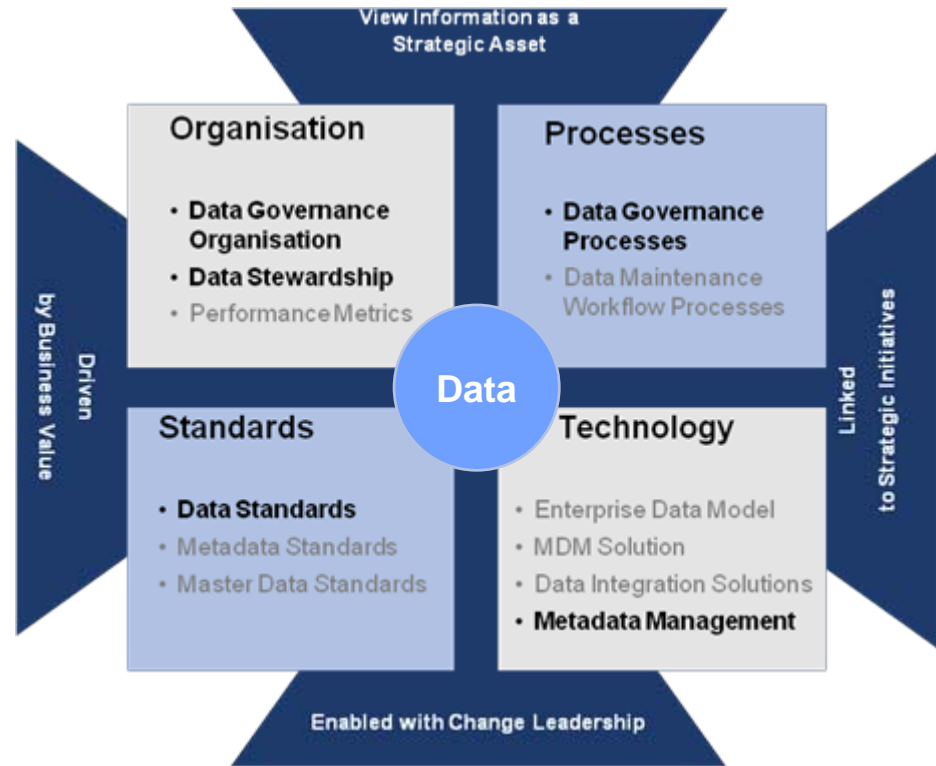 View Information as a
Strategic Asset
Organisation
• Data Governance
Organisation
• Data Stewardship
• Performance Metrics
Processes
• Data Governance
Processes
• Data Maintenance
Workflow Processes
Driven
by Business Value
Data
Linked
to Strategic Initiatives
Standards
• Data Standards
• Metadata Standards
• Master Data Standards
Technology
• Enterprise Data Model
• MDM Solution
• Data Integration Solutions
• Metadata Management
Enabled with Change Leadership